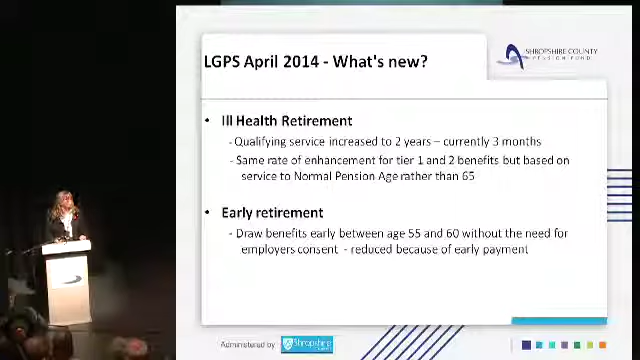 LGPS April 2014 - What's new?
SHROPSHIRE COUNTY
PENSION FUND
• Ill Health Retirement
- Qualifying service increased to 2 years – currently 3 months
- Same rate of enhancement for tier 1 and 2 benefits but based on
service to Normal Pension Age rather than 65
• Early retirement
- Draw benefits early between age 55 and 60 without the need for
employers consent - reduced because of early payment
Administered by
Shropshire